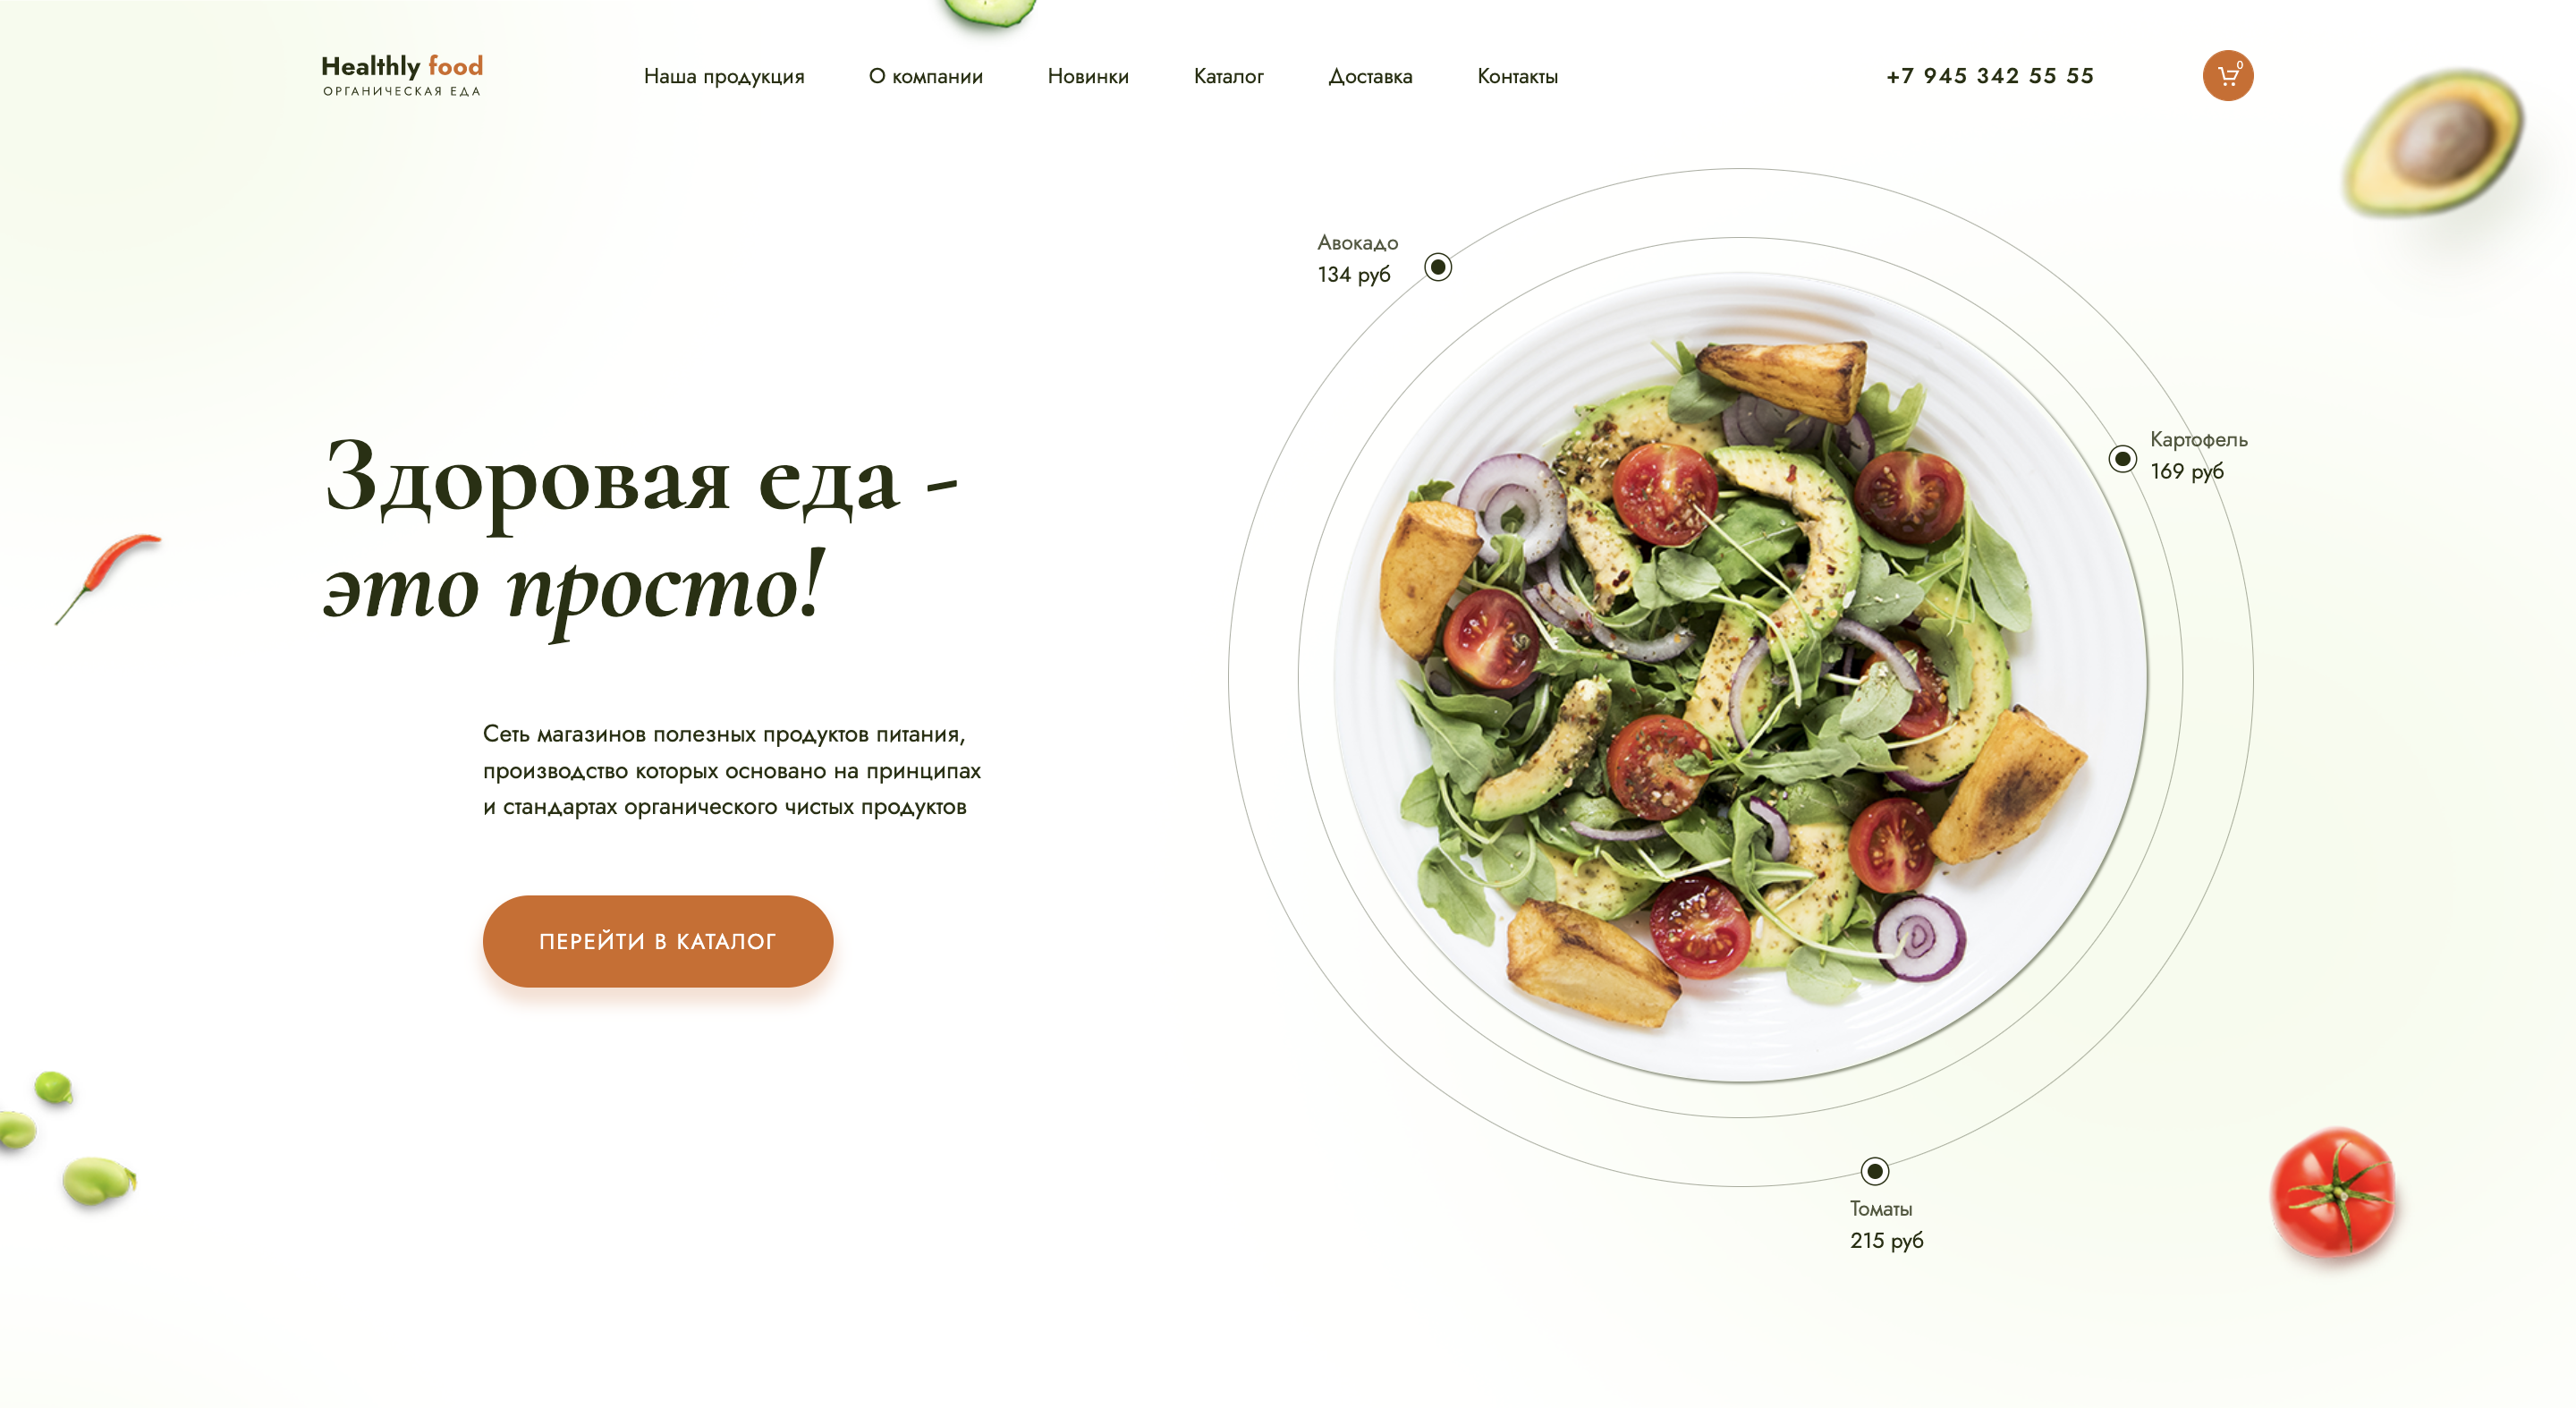 Healthly food
ОРГАНИЧЕСКАЯ ЕДА
Наша продукция
О компании
Новинки
Каталог
Доставка
Контакты
+7 945 342 55 55
0
Авокадо
134 руб
Картофель
169 руб
Здоровая еда -
это просто!
Сеть магазинов полезных продуктов питания,
производство которых основано на принципах
и стандартах органического чистых продуктов
ПЕРЕЙТИ В КАТАЛОГ
Томаты
215 руб